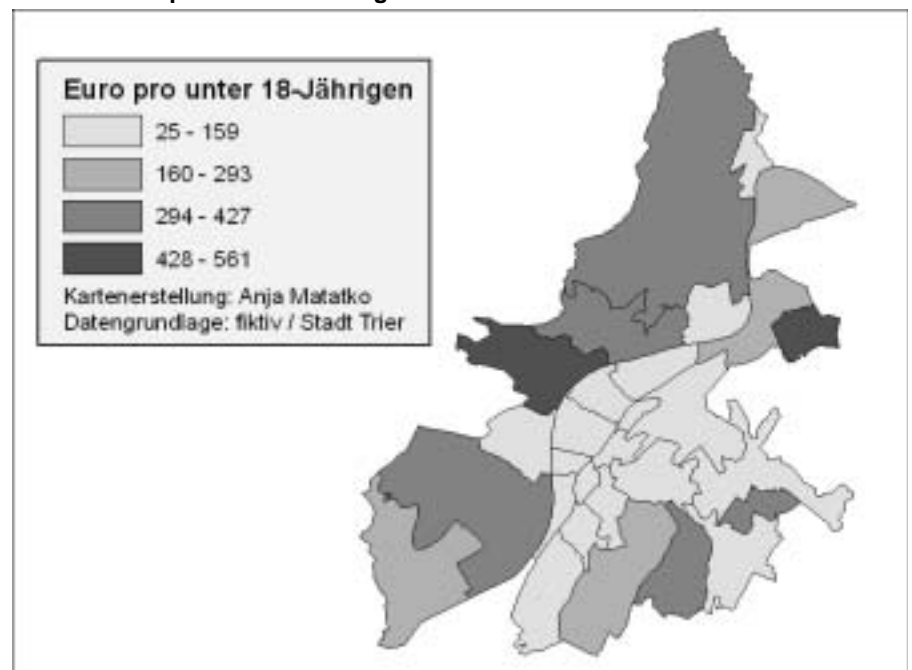 Euro pro unter 18-Jährigen
25 - 159
160 - 293
294 - 427
428 - 561
Kartenerstellung: Anja Matatko
Datengrundlage: fiktiv / Stadt Trier